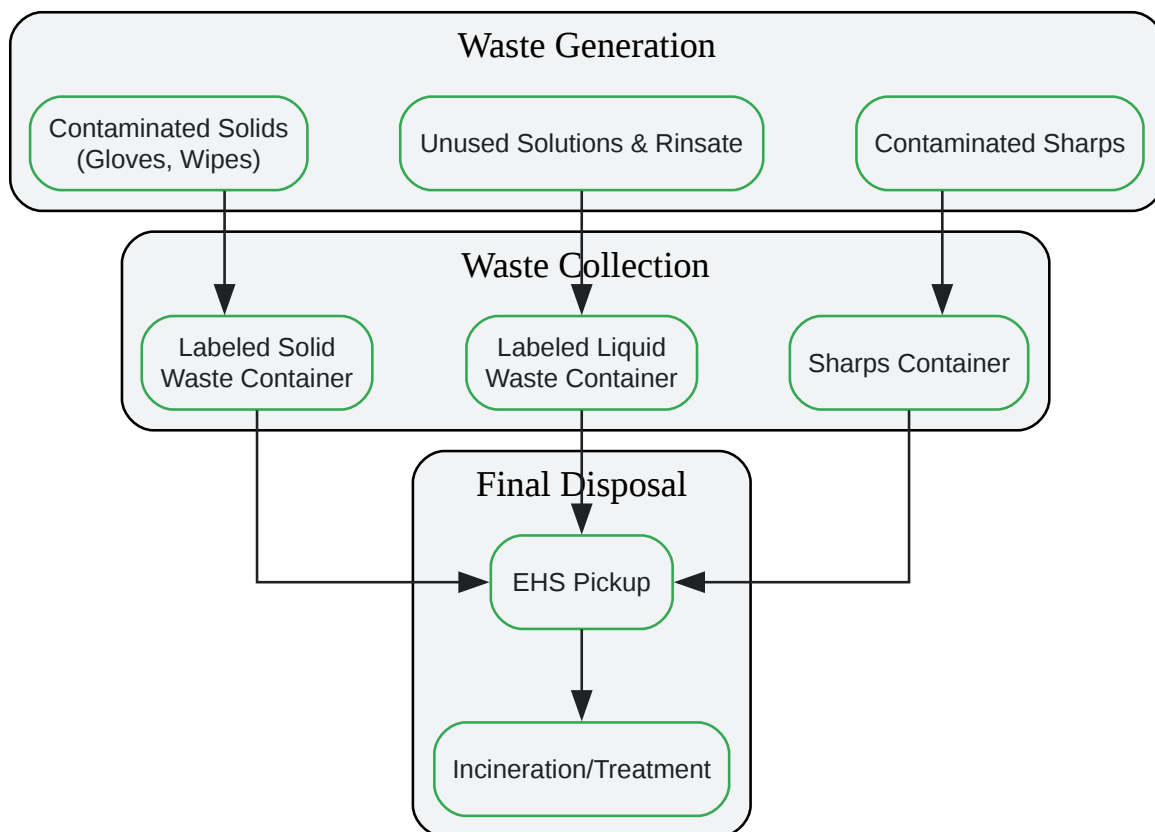 Waste Generation
Contaminated Solids
(Gloves, Wipes)
Unused Solutions & Rinsate
Contaminated Sharps
Waste Collection
Labeled Solid
Waste Container
Labeled Liquid
Waste Container
Sharps Container
Final Disposal
EHS Pickup
Incineration/Treatment